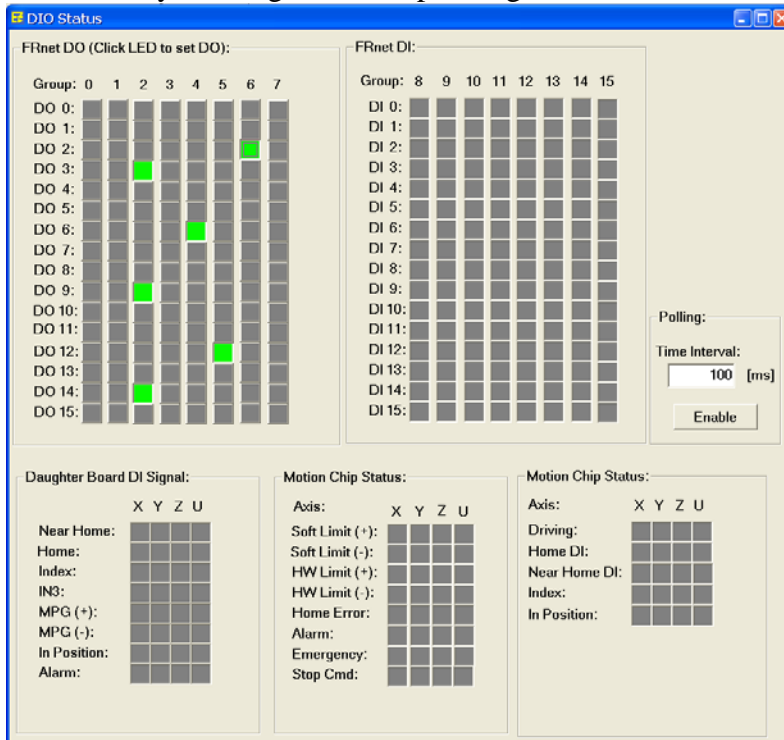 DIO Status
FRnet DO (Click LED to set DO):
Group: 0 1 2 3 4 5 6 7
DO 0:
DO 1:
DO 2:
DO 3:
DO 4:
DO 5:
DO 6:
DO 7:
DO 8:
DO 9:
DO 10:
DO 11:
DO 12:
DO 13:
DO 14:
DO 15:
FRnet DI:
Group: 8 9 10 11 12 13 14 15
DI 0:
DI 1:
DI 2:
DI 3:
DI 4:
DI 5:
DI 6:
DI 7:
DI 8:
DI 9:
DI 10:
DI 11:
DI 12:
DI 13:
DI 14:
DI 15:
Polling:
Time Interval:
100 [ms]
Enable
Daughter Board DI Signal:
X Y Z U
Near Home:
Home:
Index:
IN3:
MPG (+):
MPG (-):
In Position:
Alarm:
Motion Chip Status:
Axis: X Y Z U
Soft Limit (+):
Soft Limit (-):
HW Limit (+):
HW Limit (-):
Home Error:
Alarm:
Emergency:
Stop Cmd:
Motion Chip Status:
Axis: X Y Z U
Driving:
Home DI:
Near Home DI:
Index:
In Position: